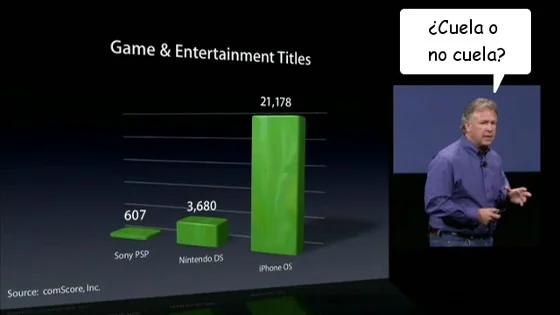 ¿Cuela o
no cuela?
Game & Entertainment Titles
21,178
3,680
607
Sony PSP
Nintendo DS
iPhone OS
Source: comScore, Inc.